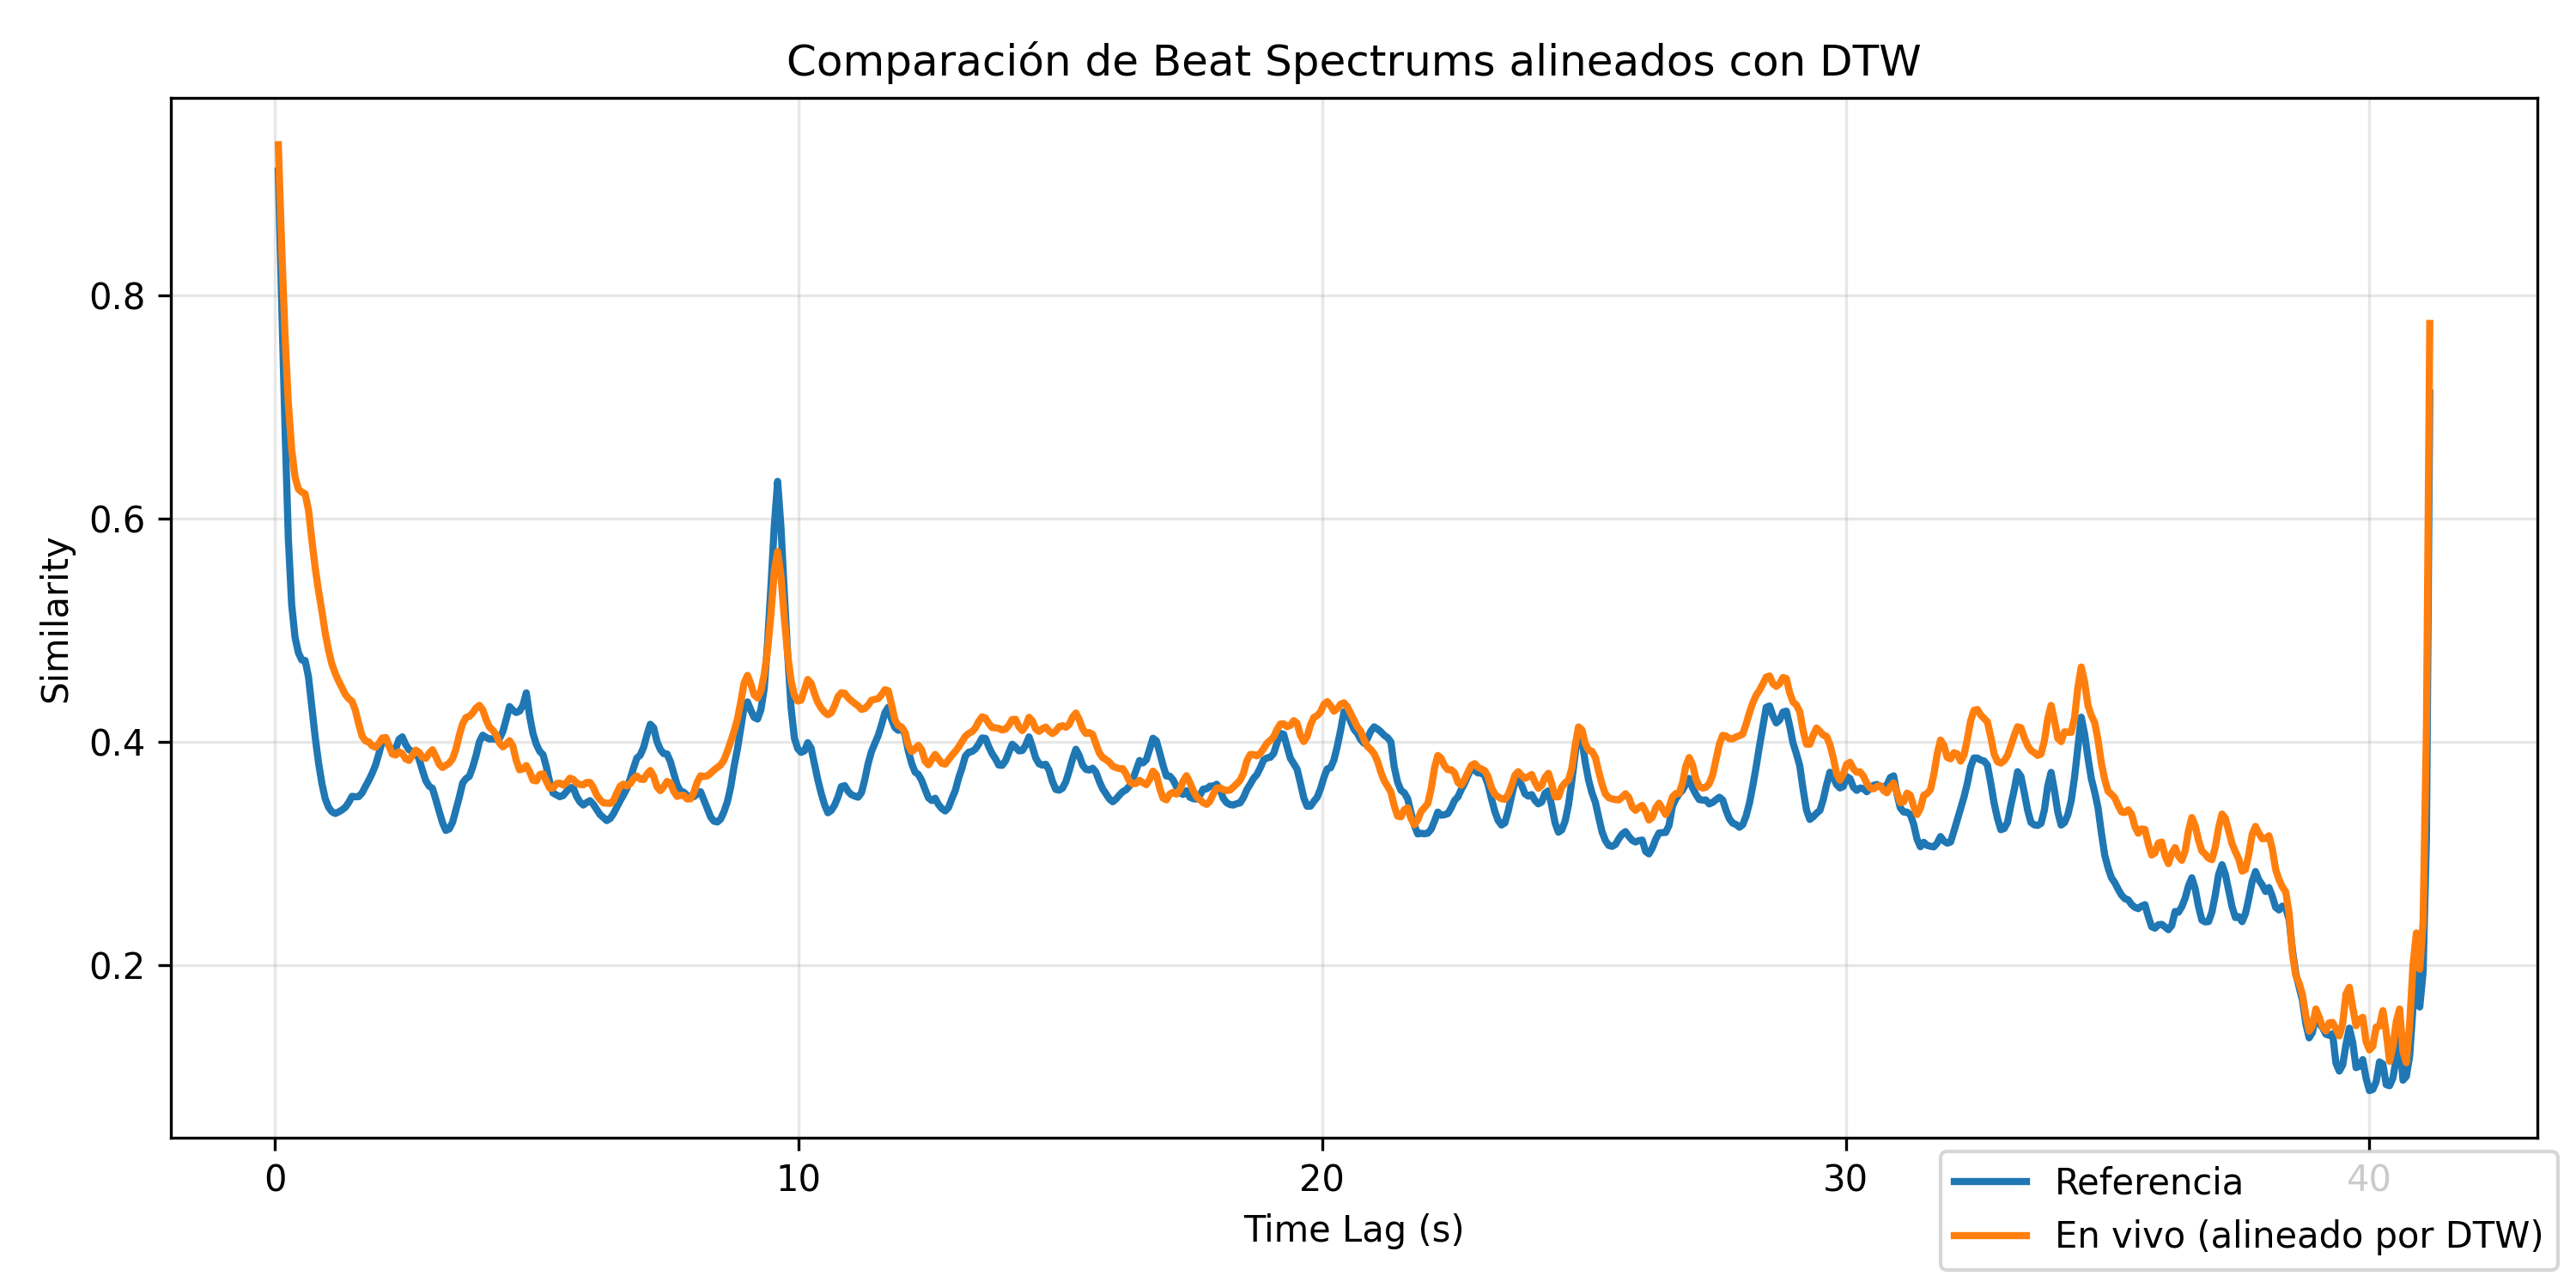 Comparación de Beat Spectrums alineados con DTW
Similarity
0.8
0.6
0.4
0.2
0
10
20
30
40
Time Lag (s)
Referencia
En vivo (alineado por DTW)